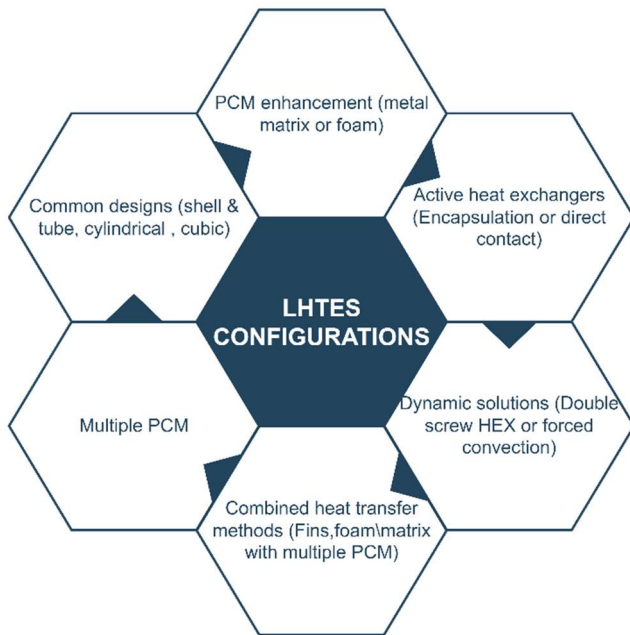 PCM enhancement (metal
matrix or foam)
Active heat exchangers
(Encapsulation or direct
contact)
Common designs (shell &
tube, cylindrical , cubic)
LHTES
CONFIGURATIONS
Dynamic solutions (Double
screw HEX or forced
convection)
Multiple PCM
Combined heat transfer
methods (Fins,foam\matrix
with multiple PCM)